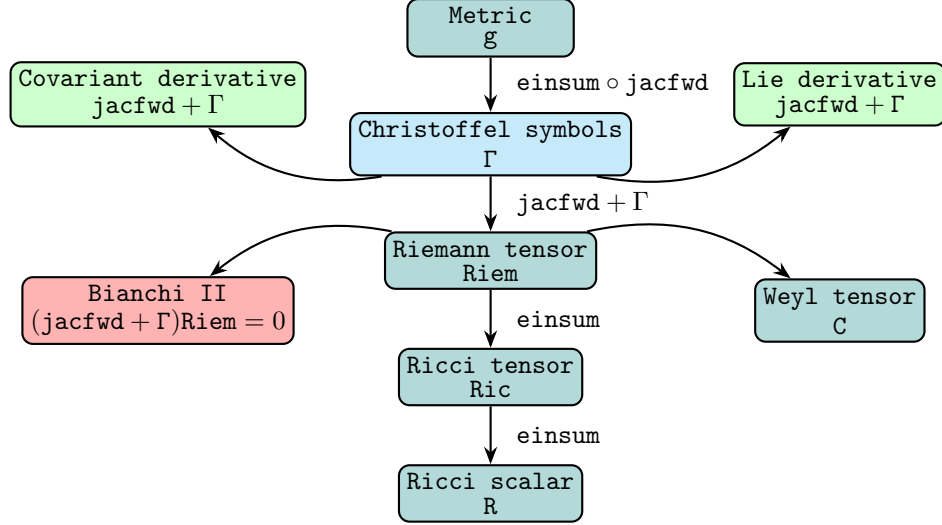 Metric
g
einsum ∘ jacfwd
Covariant derivative
jacfwd + Γ
Lie derivative
jacfwd + Γ
Christoffel symbols
Γ
jacfwd + Γ
Riemann tensor
Riem
Bianchi II
(jacfwd + Γ)Riem = 0
Weyl tensor
C
einsum
Ricci tensor
Ric
einsum
Ricci scalar
R